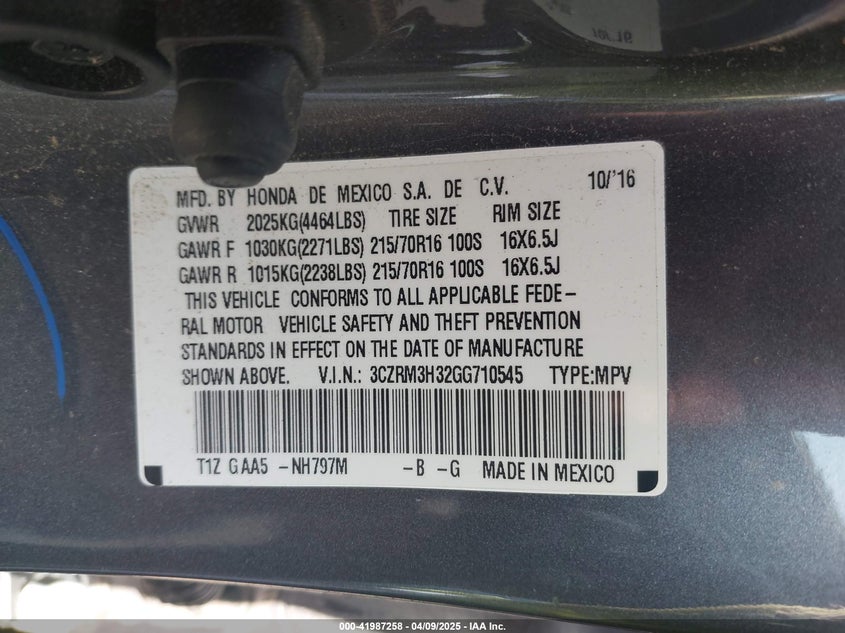 MFD. BY HONDA DE MEXICO S.A. DE C.V. 10/'16
GVWR 2025KG(4464LBS) TIRE SIZE RIM SIZE
GAWR F 1030KG(2271LBS) 215/70R16 100S 16X6.5J
GAWR R 1015KG(2238LBS) 215/70R16 100S 16X6.5J
THIS VEHICLE CONFORMS TO ALL APPLICABLE FEDE-
RAL MOTOR VEHICLE SAFETY AND THEFT PREVENTION
STANDARDS IN EFFECT ON THE DATE OF MANUFACTURE
SHOWN ABOVE. V.I.N.: 3CZRM3H32GG710545 TYPE:MPV
T1Z GAA5 -NH797M -B -G MADE IN MEXICO
000-41987258 - 04/09/2025 - IAA Inc.